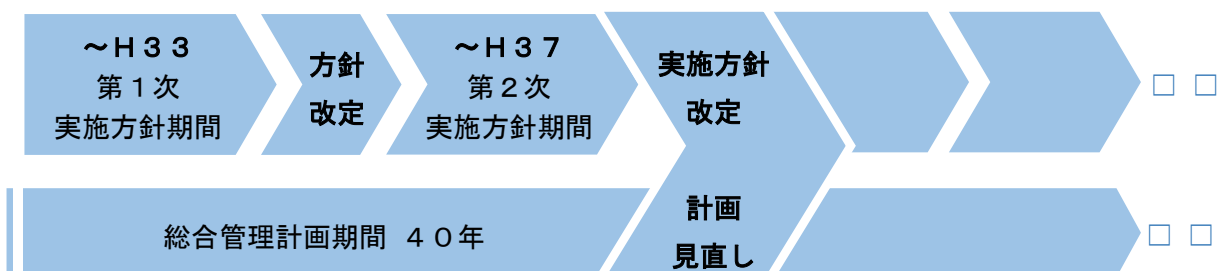 ～Ｈ３３
第１次
実施方針期間
方針
改定
～Ｈ３７
第２次
実施方針期間
実施方針
改定
総合管理計画期間 ４０年
計画
見直し